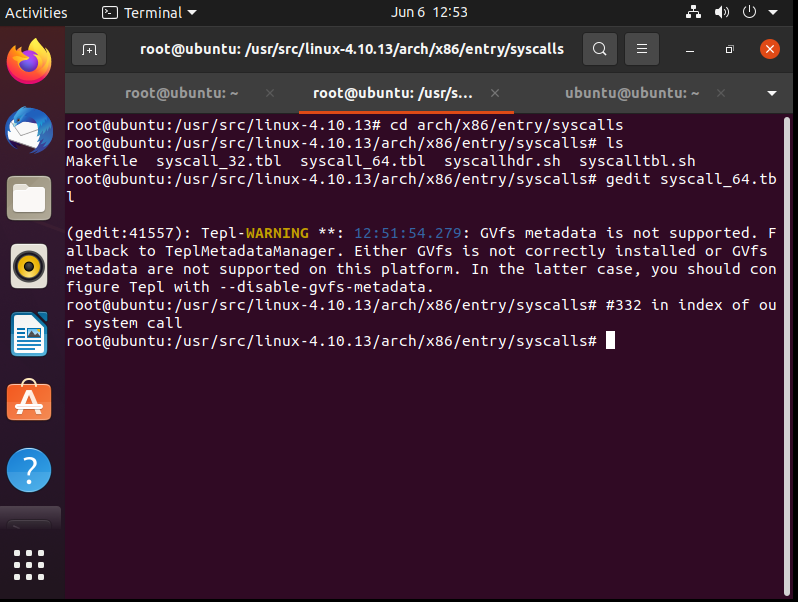 Activities Terminal Jun 6 12:53
root@ubuntu: /usr/src/linux-4.10.13/arch/x86/entry/syscalls
root@ubuntu: ~ root@ubuntu: /usr/s... ubuntu@ubuntu: ~
root@ubuntu:/usr/src/linux-4.10.13# cd arch/x86/entry/syscalls
root@ubuntu:/usr/src/linux-4.10.13/arch/x86/entry/syscalls# ls
Makefile  syscall_32.tbl  syscall_64.tbl  syscallhdr.sh  syscalltbl.sh
root@ubuntu:/usr/src/linux-4.10.13/arch/x86/entry/syscalls# gedit syscall_64.tb
l
(gedit:41557): Tepl-WARNING **: 12:51:54.279: GVfs metadata is not supported. F
allback to TeplMetadataManager. Either GVfs is not correctly installed or GVfs
metadata are not supported on this platform. In the latter case, you should con
figure Tepl with --disable-gvfs-metadata.
root@ubuntu:/usr/src/linux-4.10.13/arch/x86/entry/syscalls# #332 in index of ou
r system call
root@ubuntu:/usr/src/linux-4.10.13/arch/x86/entry/syscalls#